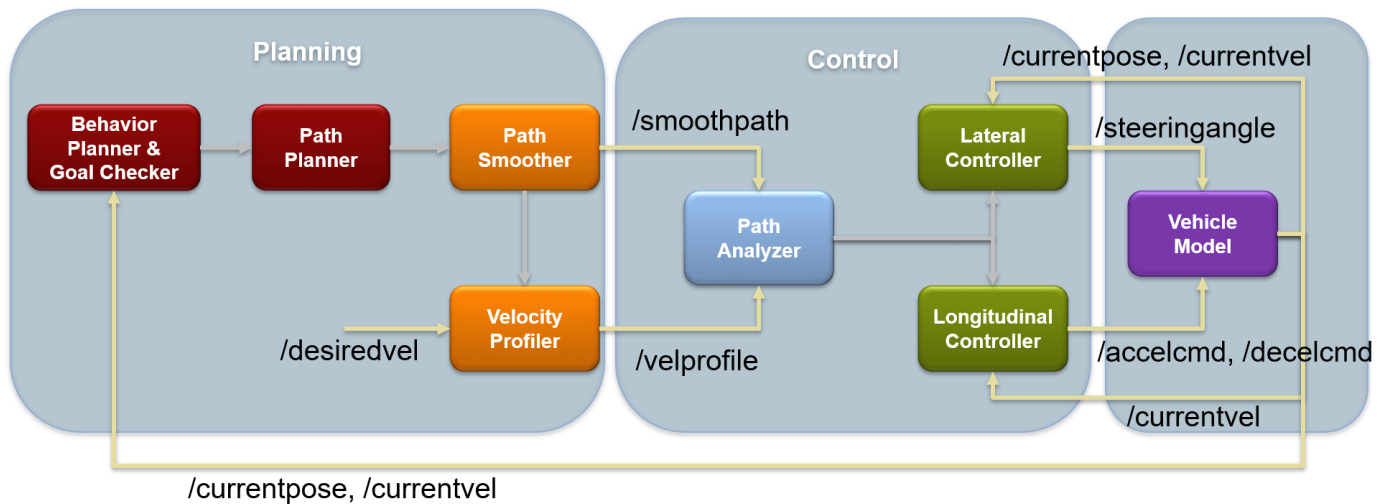 Planning
Control
/currentpose, /currentvel
Behavior
Planner &
Goal Checker
Path
Planner
Path
Smoother
/smoothpath
Lateral
Controller
/steeringangle
Path
Analyzer
Vehicle
Model
/desiredvel
Velocity
Profiler
/velprofile
Longitudinal
Controller
/accelcmd, /decelcmd
/currentvel
/currentpose, /currentvel